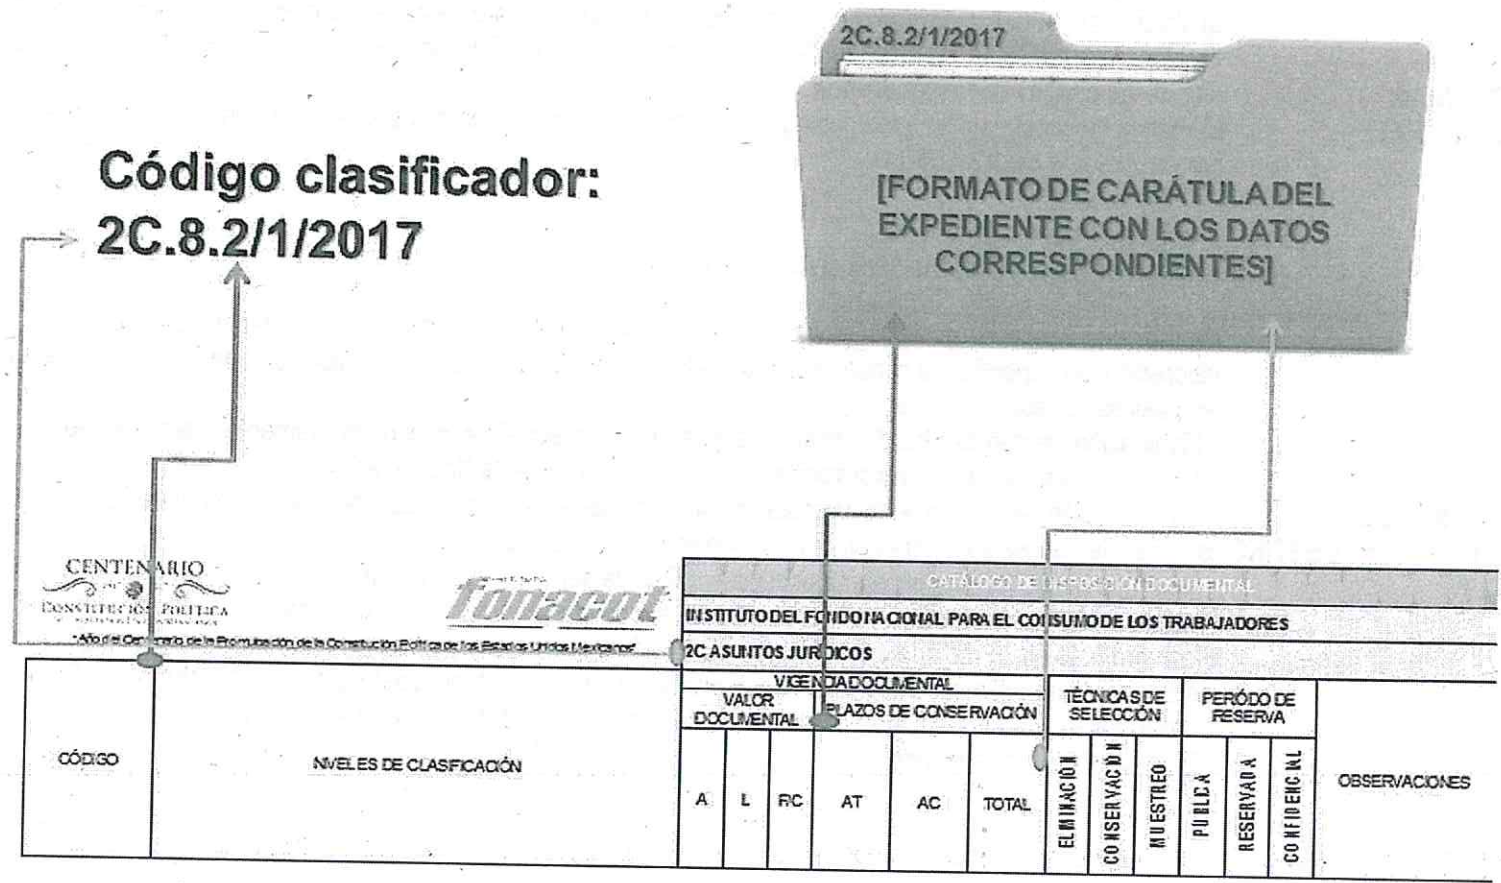 2C.8.2/1/2017
Código clasificador:
2C.8.2/1/2017
[FORMATO DE CARÁTULA DEL
EXPEDIENTE CON LOS DATOS
CORRESPONDIENTES]
CENTENARIO
CONSTITUCIÓN POLÍTICA
fonacot
"Año del Centenario de la Promulgación de la Constitución Política de los Estados Unidos Mexicanos"
CATÁLOGO DE DISPOSICIÓN DOCUMENTAL
INSTITUTO DEL FONDO NACIONAL PARA EL CONSUMO DE LOS TRABAJADORES
2C ASUNTOS JURÍDICOS
CÓDIGO
NIVELES DE CLASIFICACIÓN
VIGENCIA DOCUMENTAL
VALOR
DOCUMENTAL
PLAZOS DE CONSERVACIÓN
TÉCNICAS DE
SELECCIÓN
PERÍODO DE
RESERVA
OBSERVACIONES
A
L
F/C
AT
AC
TOTAL
ELIMINACIÓN
CONSERVACIÓN
MUESTREO
PUBLICA
RESERVADA
CONFIDENCIAL